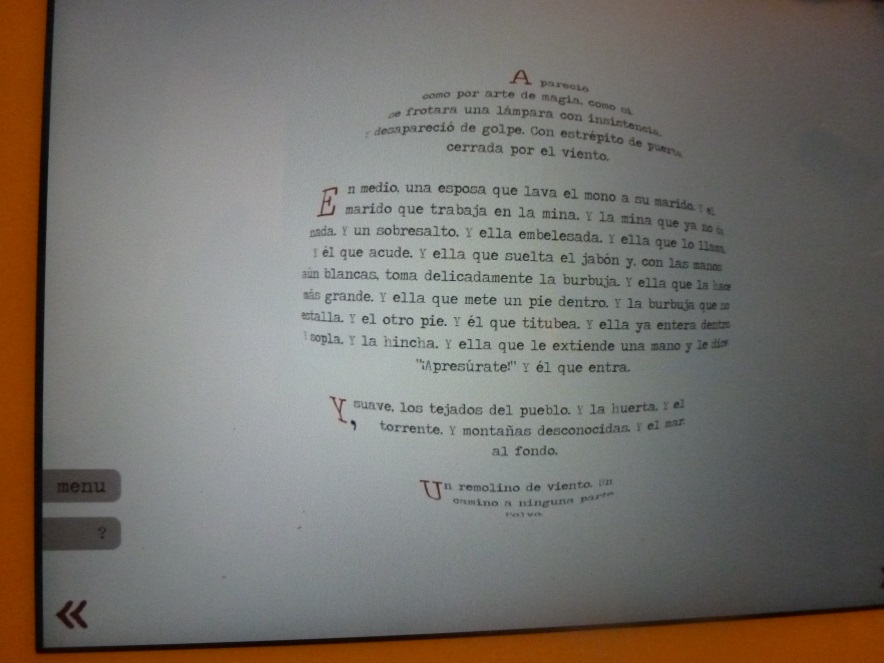 Apareció
como por arte de magia, como si
se frotara una lámpara con insistencia.
Y desapareció de golpe. Con estrépito de puerta
cerrada por el viento.
En medio, una esposa que lava el mono a su marido. Y el
marido que trabaja en la mina. Y la mina que ya no da
nada. Y un sobresalto. Y ella embelesada. Y ella que lo llama.
Y él que acude. Y ella que suelta el jabón y, con las manos
aún blancas, toma delicadamente la burbuja. Y ella que la hace
más grande. Y ella que mete un pie dentro. Y la burbuja que no
estalla. Y el otro pie. Y él que titubea. Y ella ya entera dentro
Y sopla. Y la hincha. Y ella que le extiende una mano y le dice
"¡Apresúrate!" Y él que entra.
Y, suave, los tejados del pueblo. Y la huerta. Y el
torrente. Y montañas desconocidas. Y el mar
al fondo.
Un remolino de viento. Un
camino a ninguna parte
Polvo.
menu
?